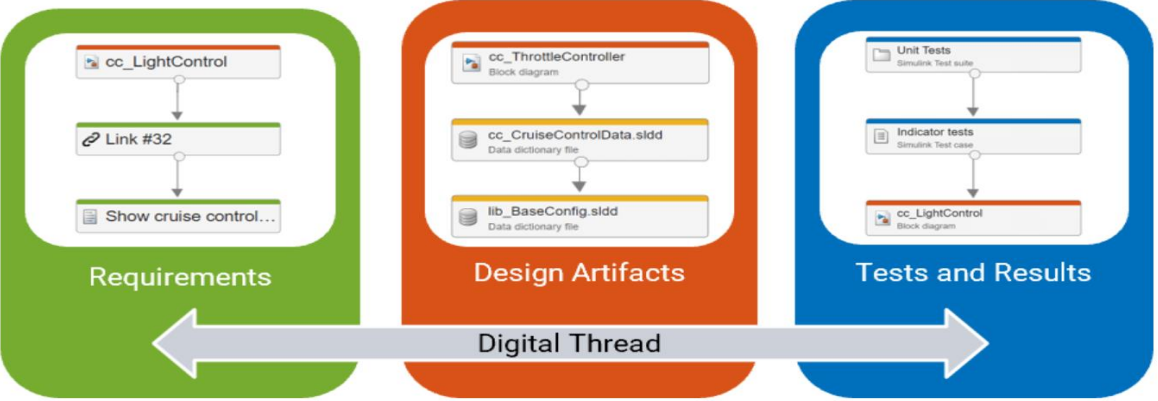 cc_LightControl
Link #32
Show cruise control...
Requirements
cc_ThrottleController
Block diagram
cc_CruiseControlData.sldd
Data dictionary file
lib_BaseConfig.sldd
Data dictionary file
Design Artifacts
Unit Tests
Simulink Test suite
Indicator tests
Simulink Test case
cc_LightControl
Block diagram
Tests and Results
Digital Thread